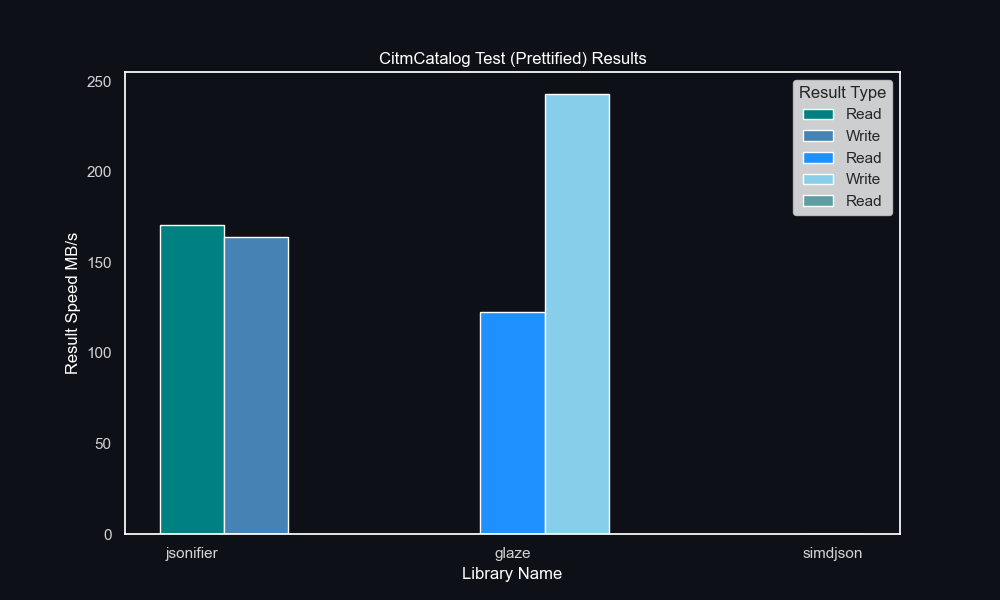 CitmCatalog Test (Prettified) Results
250
200
150
100
50
0
Result Speed MB/s
Result Type
Read
Write
Read
Write
Read
jsonifier
glaze
simdjson
Library Name